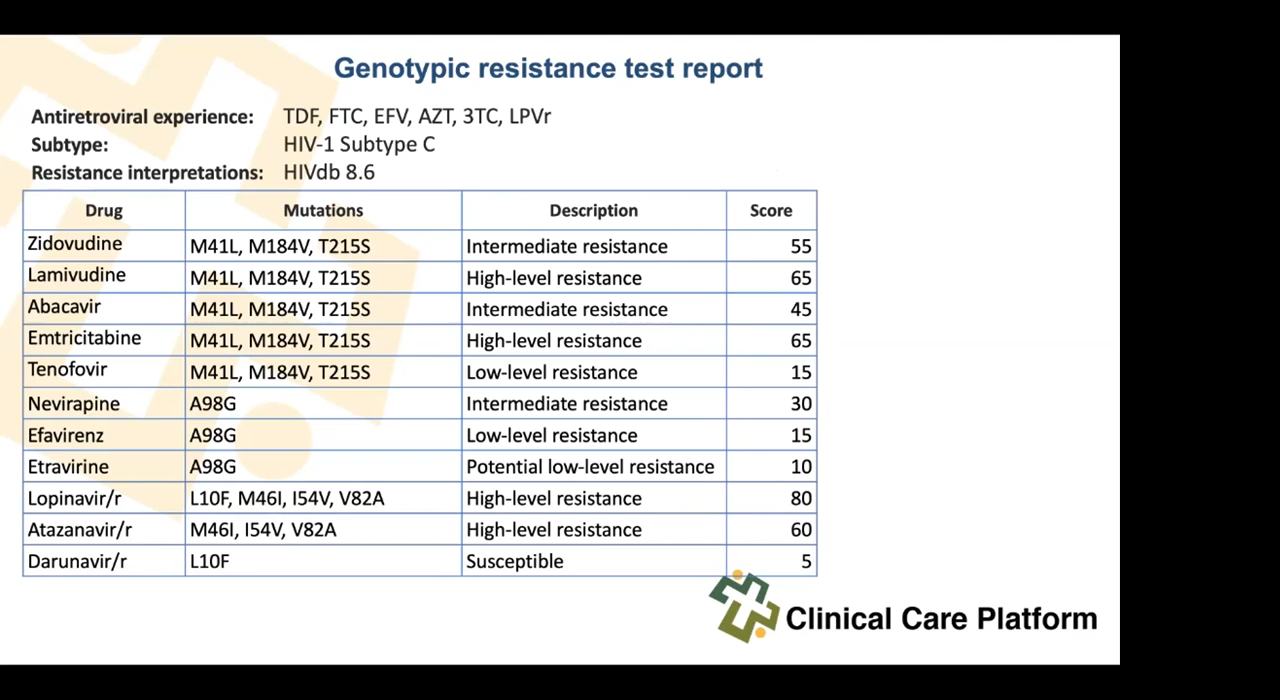 Genotypic resistance test report
Antiretroviral experience: TDF, FTC, EFV, AZT, 3TC, LPVr
Subtype: HIV-1 Subtype C
Resistance interpretations: HIVdb 8.6
Drug Mutations Description Score
Zidovudine M41L, M184V, T215S Intermediate resistance 55
Lamivudine M41L, M184V, T215S High-level resistance 65
Abacavir M41L, M184V, T215S Intermediate resistance 45
Emtricitabine M41L, M184V, T215S High-level resistance 65
Tenofovir M41L, M184V, T215S Low-level resistance 15
Nevirapine A98G Intermediate resistance 30
Efavirenz A98G Low-level resistance 15
Etravirine A98G Potential low-level resistance 10
Lopinavir/r L10F, M46I, I54V, V82A High-level resistance 80
Atazanavir/r M46I, I54V, V82A High-level resistance 60
Darunavir/r L10F Susceptible 5
Clinical Care Platform